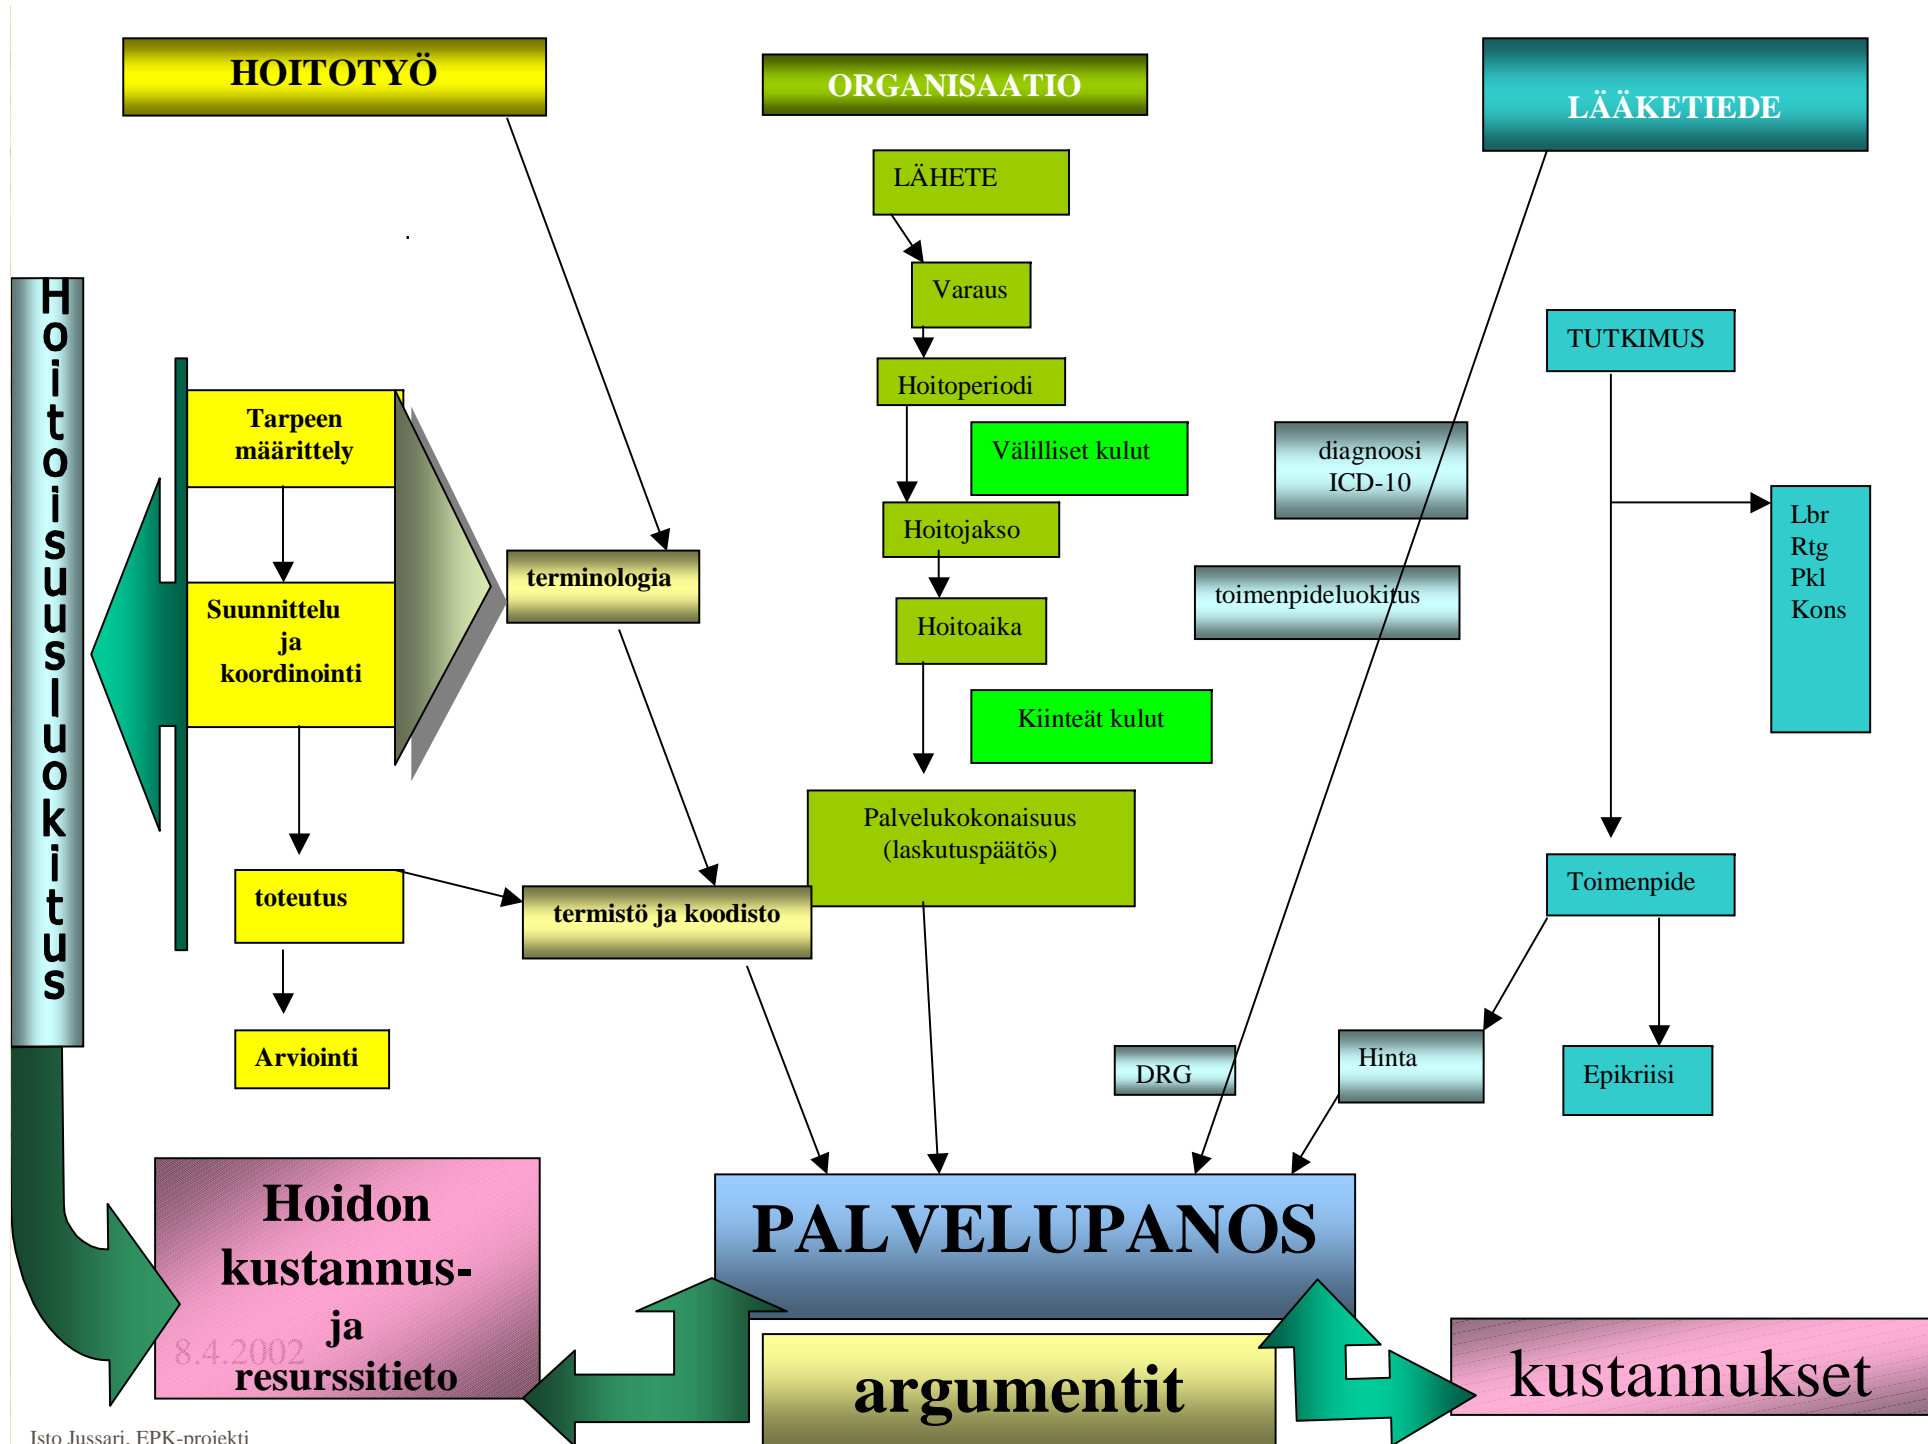 HOITOTYÖ
ORGANISAATIO
LÄÄKETIEDE
LÄHETE
Varaus
Hoitoperiodi
Välilliset kulut
Hoitojakso
Hoitoaika
Kiinteät kulut
Palvelukokonaisuus
(laskutuspäätös)
Hoitoisuusluokitus
Tarpeen
määrittely
Suunnittelu
ja
koordinointi
toteutus
Arviointi
terminologia
termistö ja koodisto
diagnoosi
ICD-10
toimenpideluokitus
DRG
TUTKIMUS
Lbr
Rtg
Pkl
Kons
Toimenpide
Hinta
Epikriisi
Hoidon
kustannus-
ja
resurssitieto
8.4.2002
PALVELUPANOS
argumentit
kustannukset
Isto Jussari, EPK-projekti